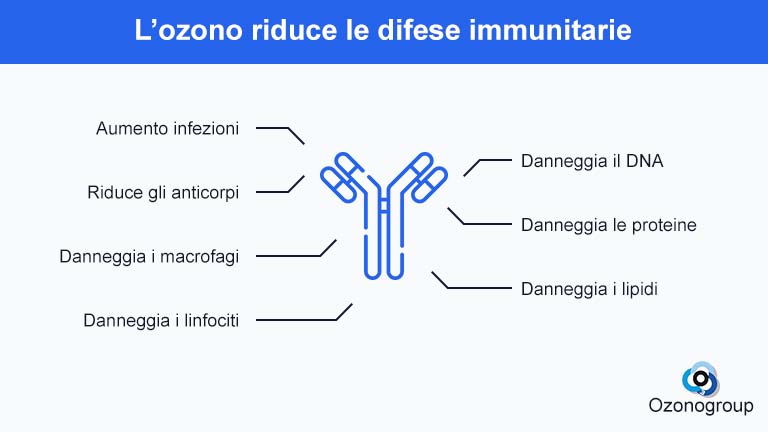 L’ozono riduce le difese immunitarie
Aumento infezioni
Riduce gli anticorpi
Danneggia i macrofagi
Danneggia i linfociti
Danneggia il DNA
Danneggia le proteine
Danneggia i lipidi
Ozonogroup